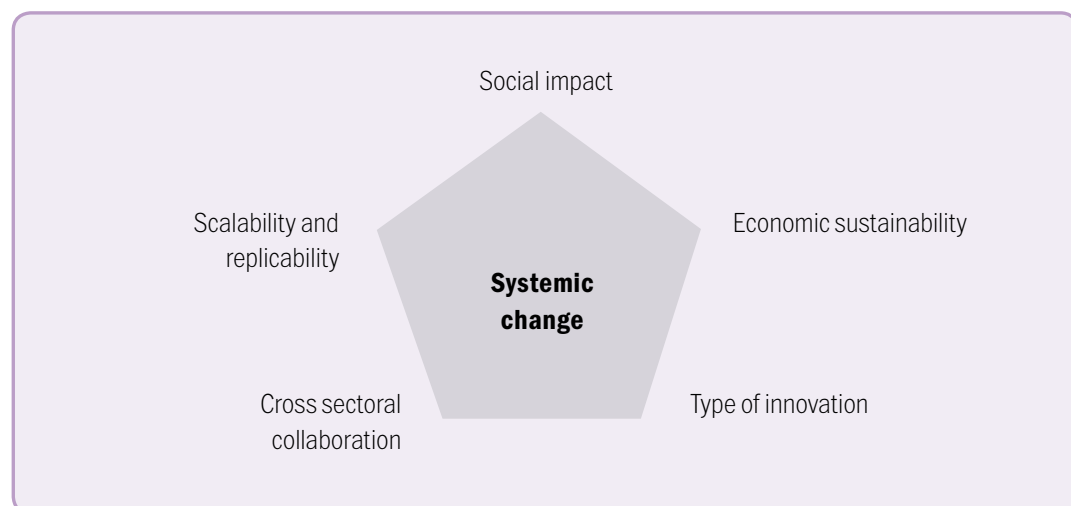 Social impact
Scalability and
replicability
Economic sustainability
Systemic
change
Cross sectoral
collaboration
Type of innovation